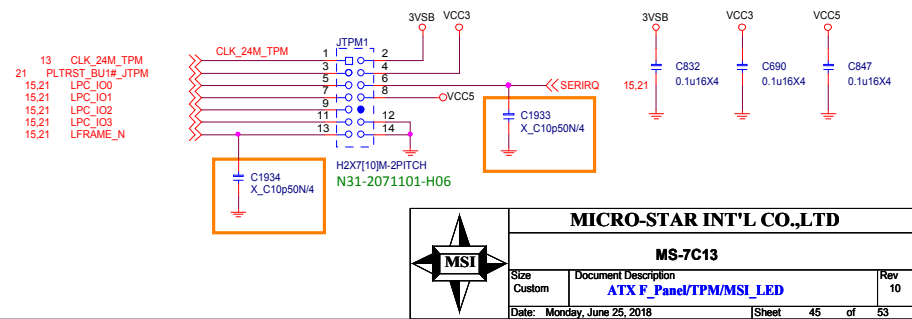 3VSB VCC3 3VSB VCC3 VCC5
JTPM1
13 CLK_24M_TPM CLK_24M_TPM 1 2
21 PLTRST_BU1#_JTPM 3 4
15,21 LPC_IO0 5 6 SERIRQ 15,21
15,21 LPC_IO1 7 8 VCC5
15,21 LPC_IO2 9
15,21 LPC_IO3 11 12
15,21 LFRAME_N 13 14
C832 0.1u16X4
C690 0.1u16X4
C847 0.1u16X4
C1933
X_C10p50N/4
H2X7[10]M-2PITCH
N31-2071101-H06
C1934
X_C10p50N/4
MICRO-STAR INT'L CO.,LTD
MSI
MS-7C13
Size Document Description Rev
Custom ATX F_Panel/TPM/MSI_LED 10
Date: Monday, June 25, 2018 Sheet 45 of 53